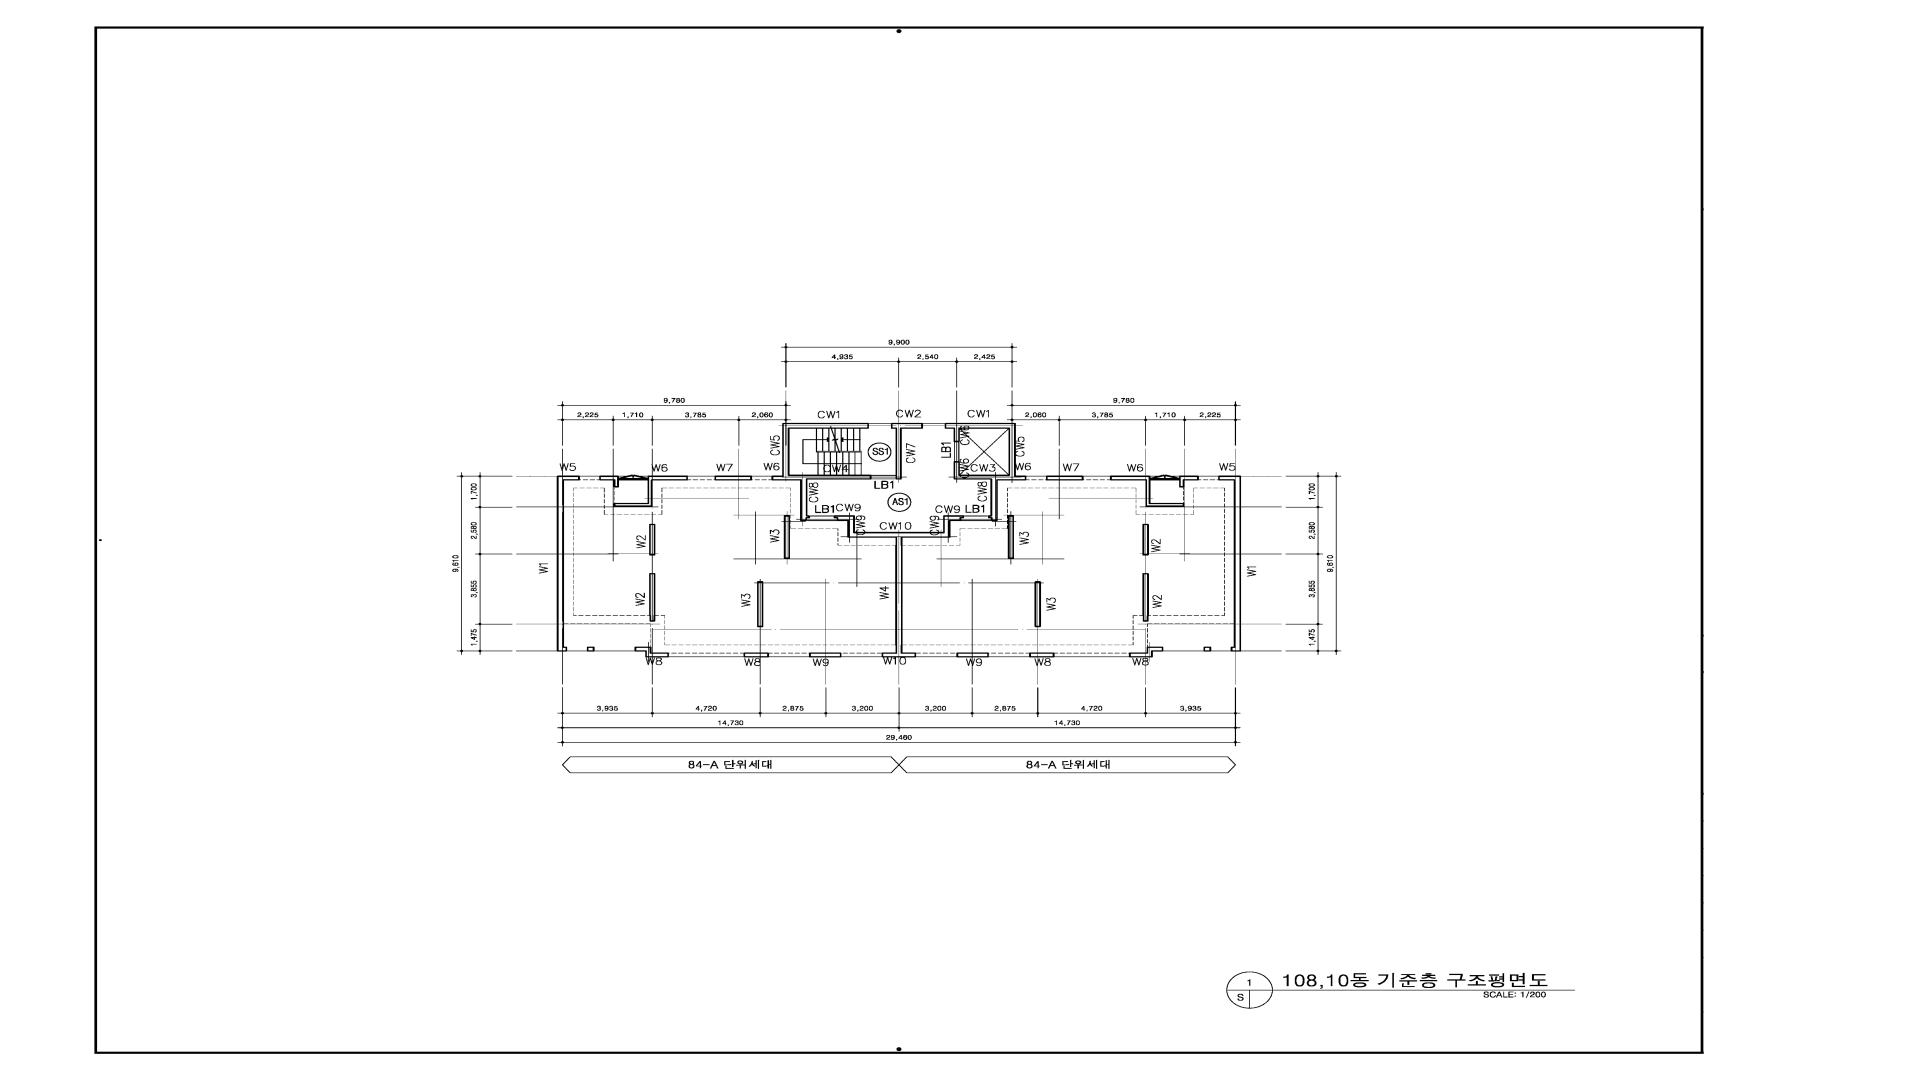 9,900
4,935 2,540 2,425
9,780 9,780
2,225 1,710 3,785 2,060 2,060 3,785 1,710 2,225
CW1 CW2 CW1
CW5 SS1 CW7 LB1 CW6 CW5
W5 W6 W7 W6 CW4 CW6 CW3 W6 W7 W6 W5
LB1
1,700 CW8 AS1 CW8 1,700
LB1 CW9 CW9 LB1
2,580 W2 W3 CW9 CW10 CW9 W3 W2 2,580
9,610 W1 W1 9,610
3,855 W2 W3 W4 W3 W2 3,855
1,475 1,475
W8 W8 W9 W10 W9 W8 W8
3,935 4,720 2,875 3,200 3,200 2,875 4,720 3,935
14,730 14,730
29,460
84-A 단위세대 84-A 단위세대
1
S
108,10동 기준층 구조평면도
SCALE: 1/200